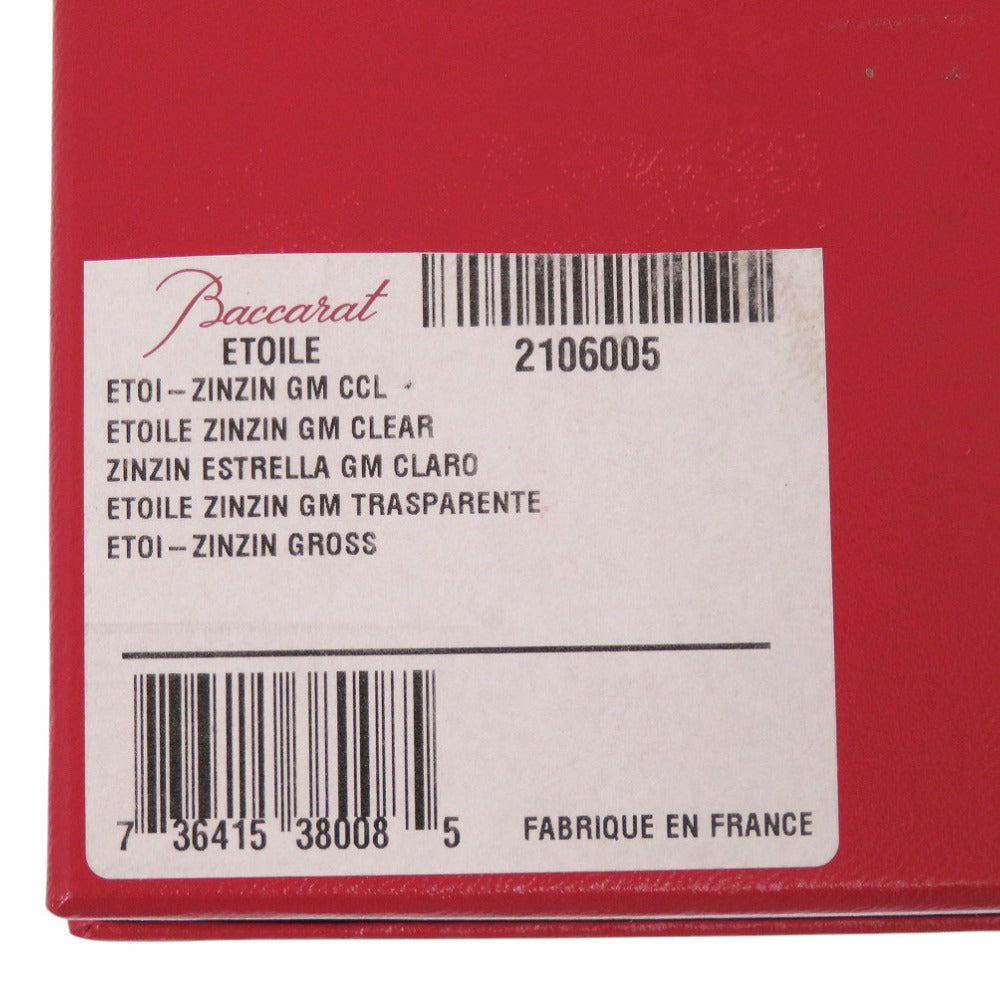 Baccarat
ETOILE
2106005
ETOI-ZINZIN GM CCL
ETOILE ZINZIN GM CLEAR
ZINZIN ESTRELLA GM CLARO
ETOILE ZINZIN GM TRASPARENTE
ETOI-ZINZIN GROSS
7 36415 38008 5
FABRIQUE EN FRANCE